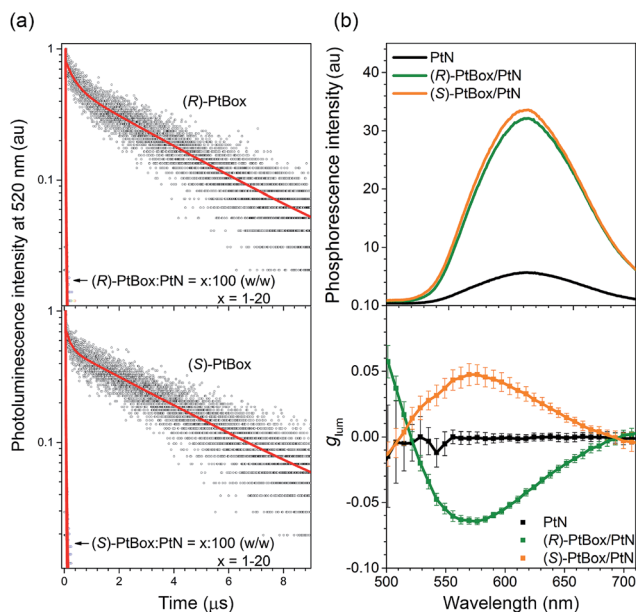 (a)
Photoluminescence intensity at 520 nm (au)
1
(R)-PtBox
0.1
(R)-PtBox:PtN = x:100 (w/w)
x = 1-20
1
(S)-PtBox
0.1
(S)-PtBox:PtN = x:100 (w/w)
x = 1-20
0 2 4 6 8
Time (μs)
(b)
Phosphorescence intensity (au)
PtN
(R)-PtBox/PtN
(S)-PtBox/PtN
40
30
20
10
0.10
0.05
0.00
-0.05
-0.10
glum
PtN
(R)-PtBox/PtN
(S)-PtBox/PtN
500 550 600 650 700
Wavelength (nm)